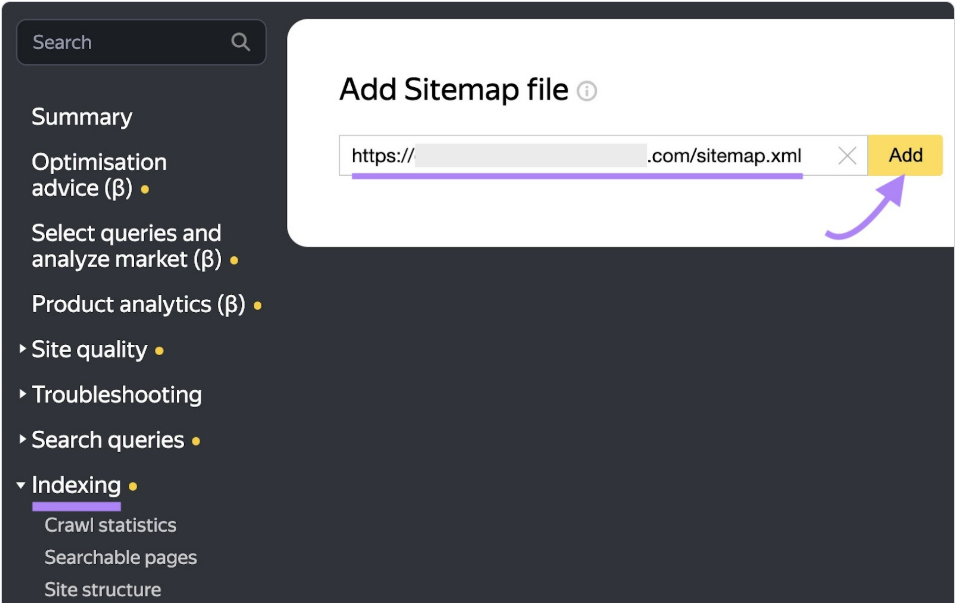 Search
Summary
Optimisation
advice (β)
Select queries and
analyze market (β)
Product analytics (β)
Site quality
Troubleshooting
Search queries
Indexing
Crawl statistics
Searchable pages
Site structure
Add Sitemap file
https:// .com/sitemap.xml
Add